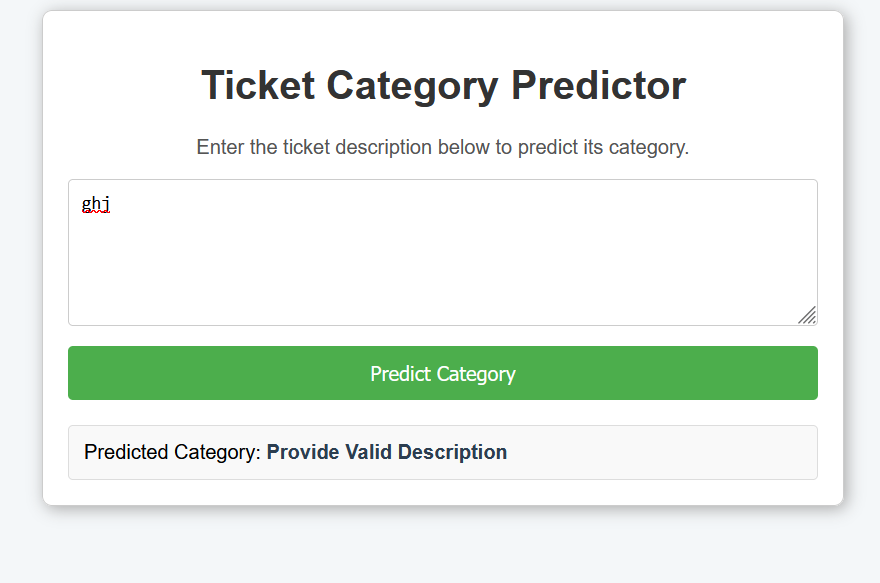 Ticket Category Predictor
Enter the ticket description below to predict its category.
ghj
Predict Category
Predicted Category: Provide Valid Description